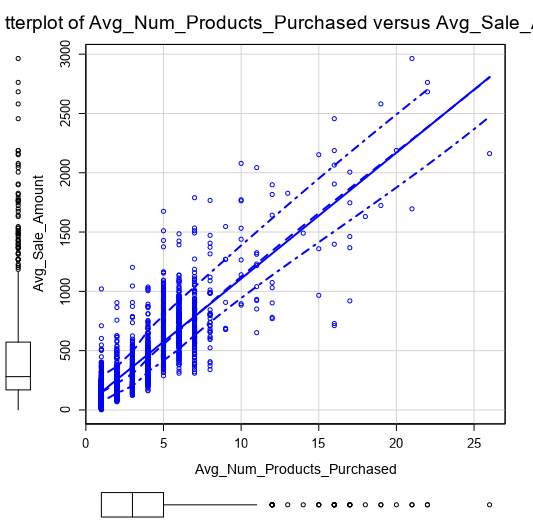 tterplot of Avg_Num_Products_Purchased versus Avg_Sale_A
3000
2500
2000
1500
1000
500
0
Avg_Sale_Amount
0 5 10 15 20 25
Avg_Num_Products_Purchased